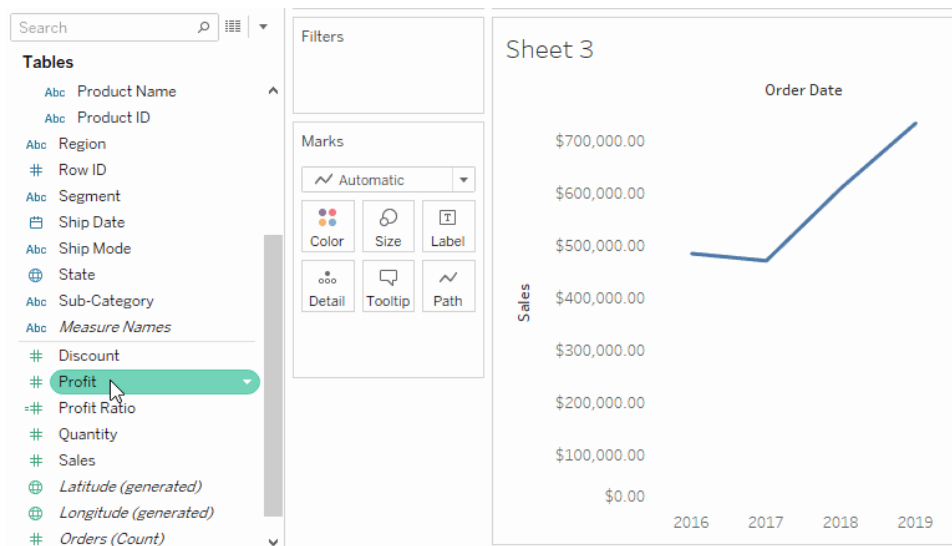 Search
Tables
Abc Product Name
Abc Product ID
Abc Region
# Row ID
Abc Segment
Ship Date
Abc Ship Mode
State
Abc Sub-Category
Abc Measure Names
# Discount
# Profit
=# Profit Ratio
# Quantity
# Sales
Latitude (generated)
Longitude (generated)
# Orders (Count)
Filters
Marks
Automatic
Color Size Label
Detail Tooltip Path
Sheet 3
Order Date
Sales
$700,000.00
$600,000.00
$500,000.00
$400,000.00
$300,000.00
$200,000.00
$100,000.00
$0.00
2016 2017 2018 2019